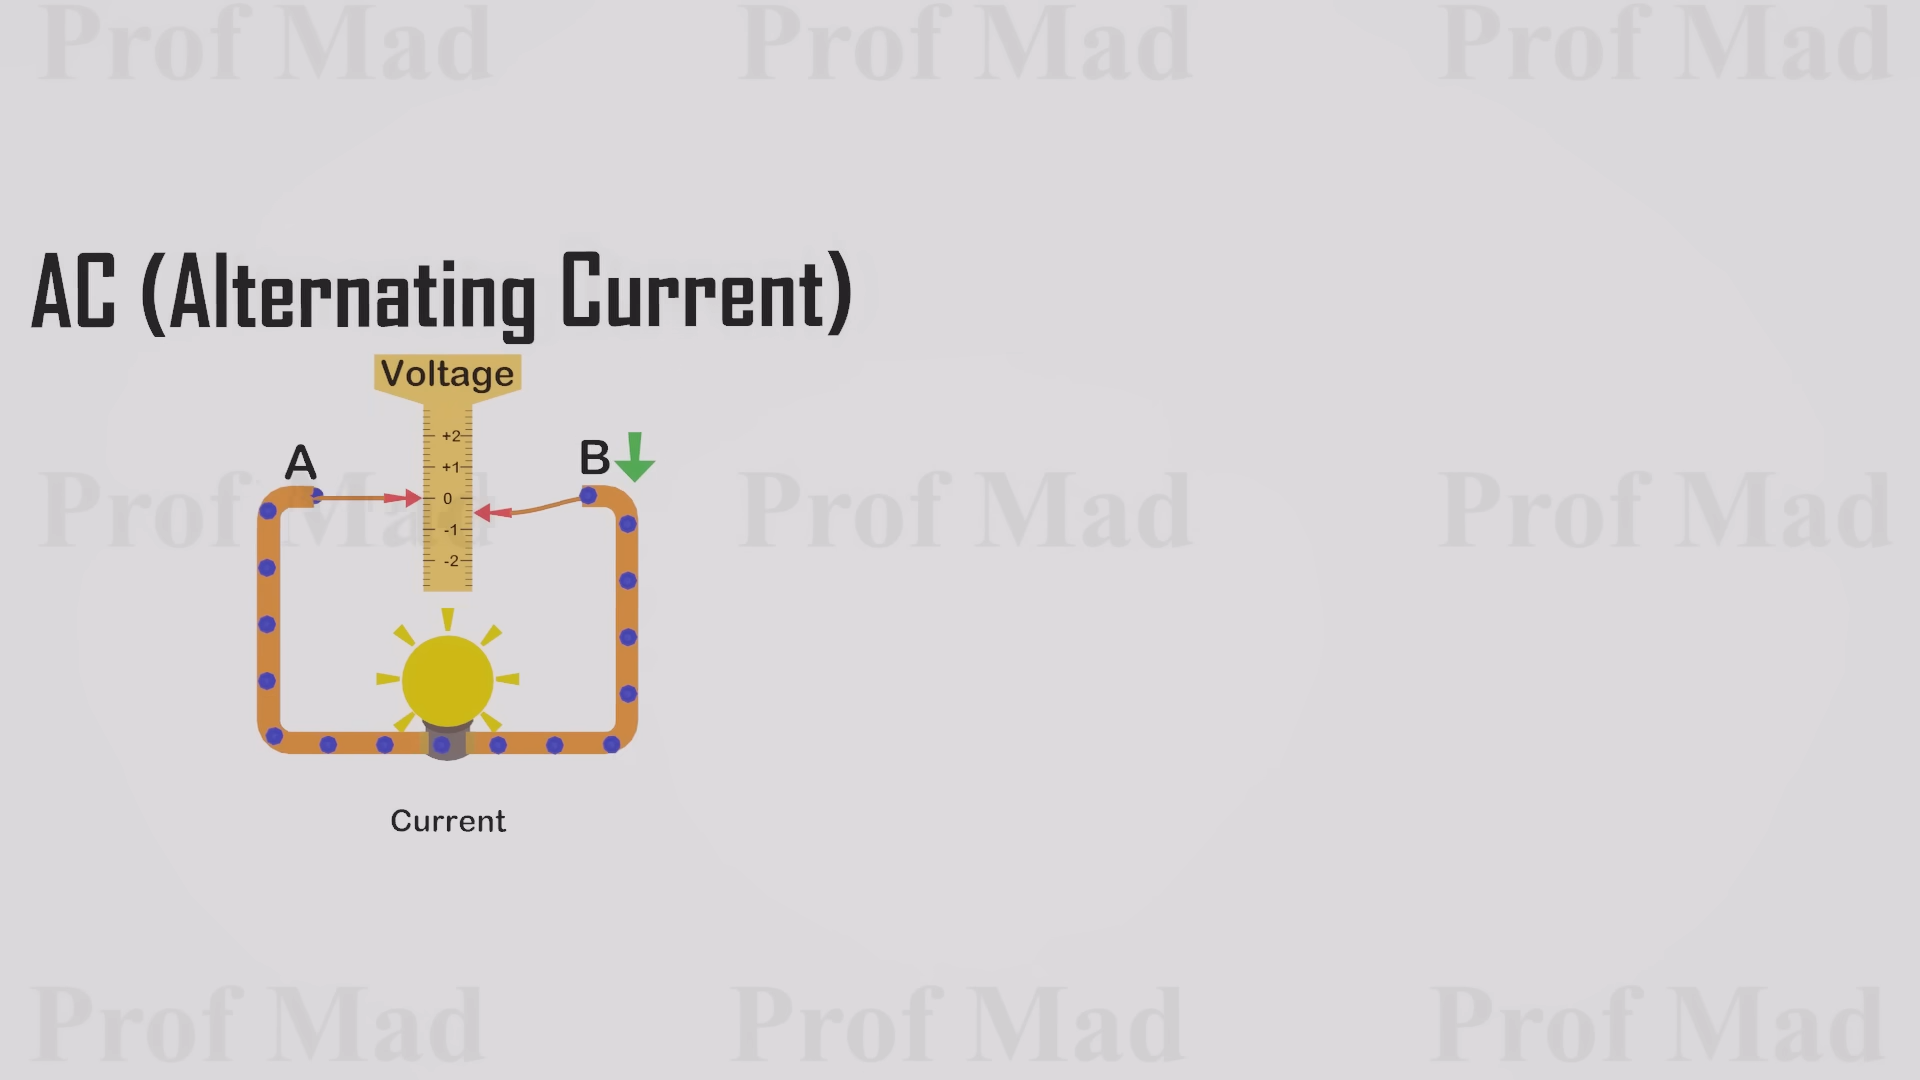 Prof Mad Prof Mad Prof Mad
AC (Alternating Current)
Voltage
+2
+1
A
B
0
-1
-2
Prof Mad Prof Mad Prof Mad
Current
Prof Mad Prof Mad Prof Mad